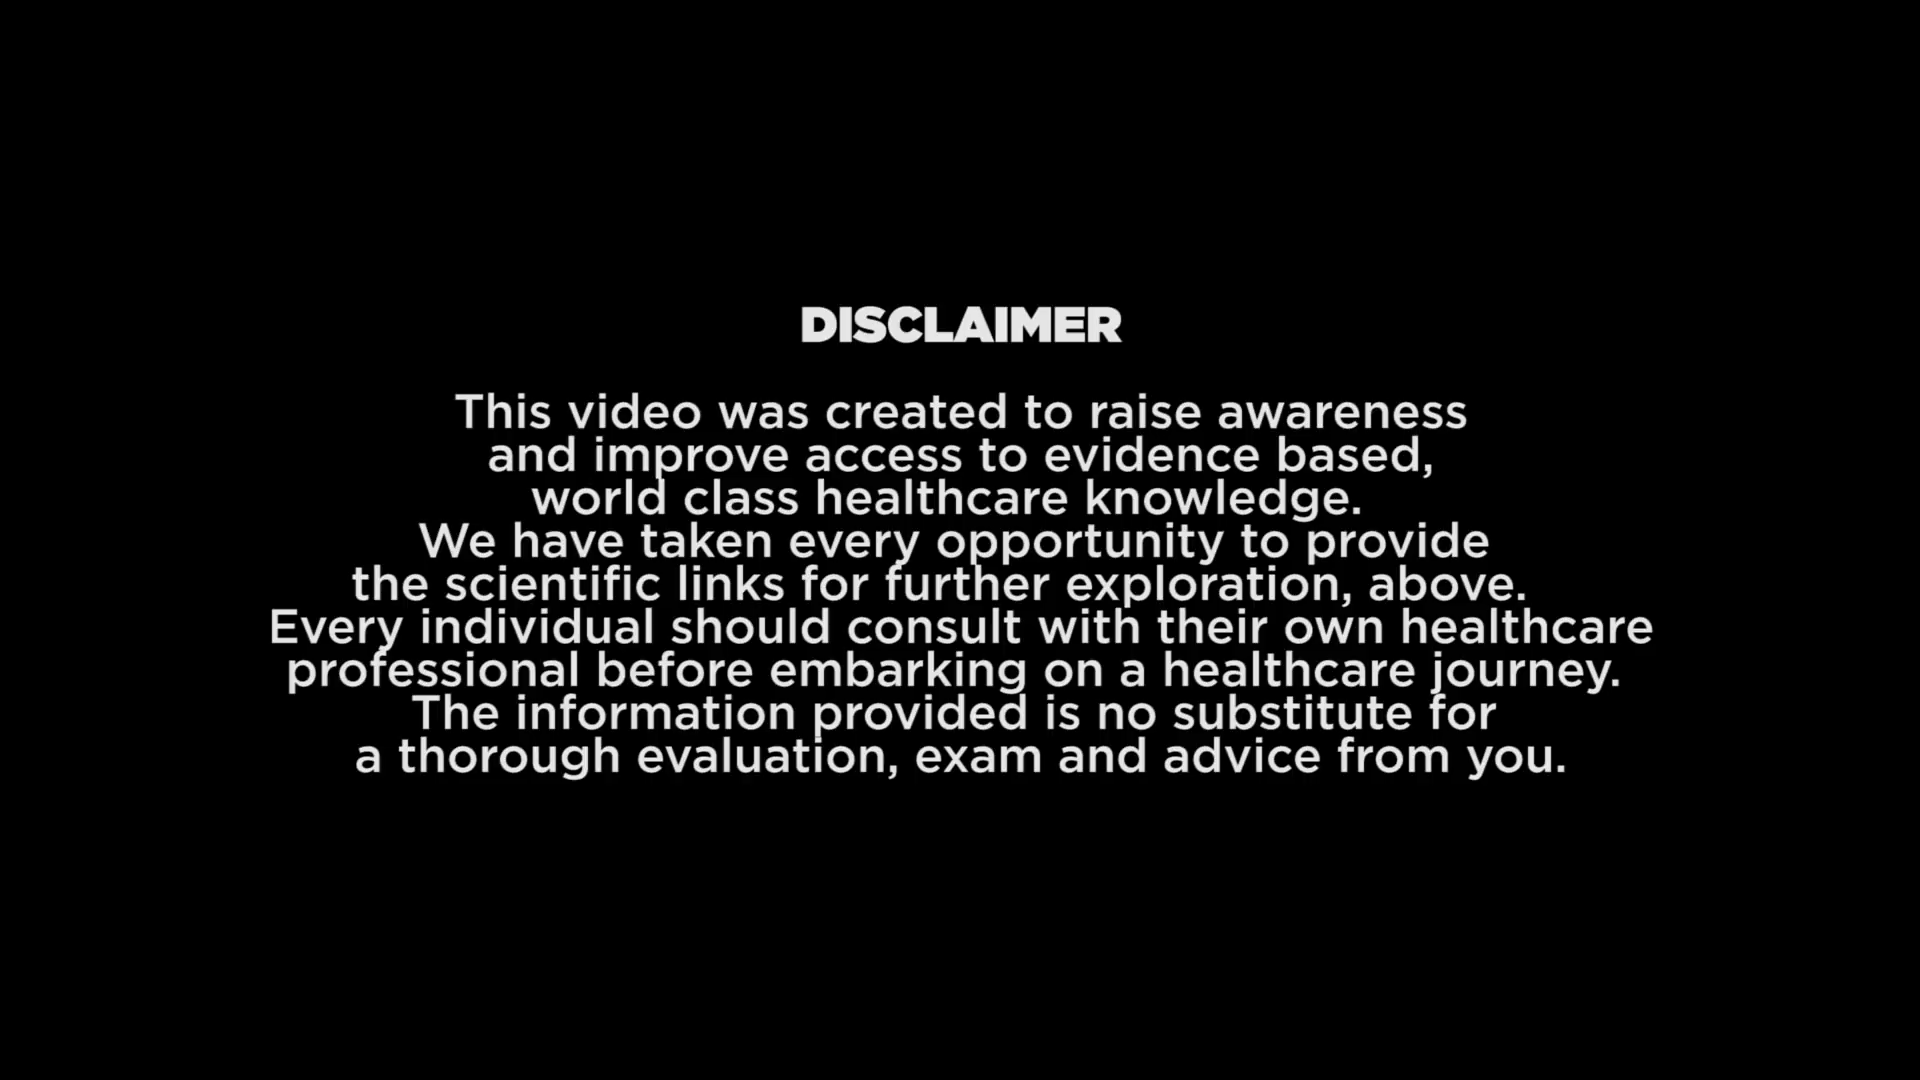 DISCLAIMER
This video was created to raise awareness
and improve access to evidence based,
world class healthcare knowledge.
We have taken every opportunity to provide
the scientific links for further exploration, above.
Every individual should consult with their own healthcare
professional before embarking on a healthcare journey.
The information provided is no substitute for
a thorough evaluation, exam and advice from you.